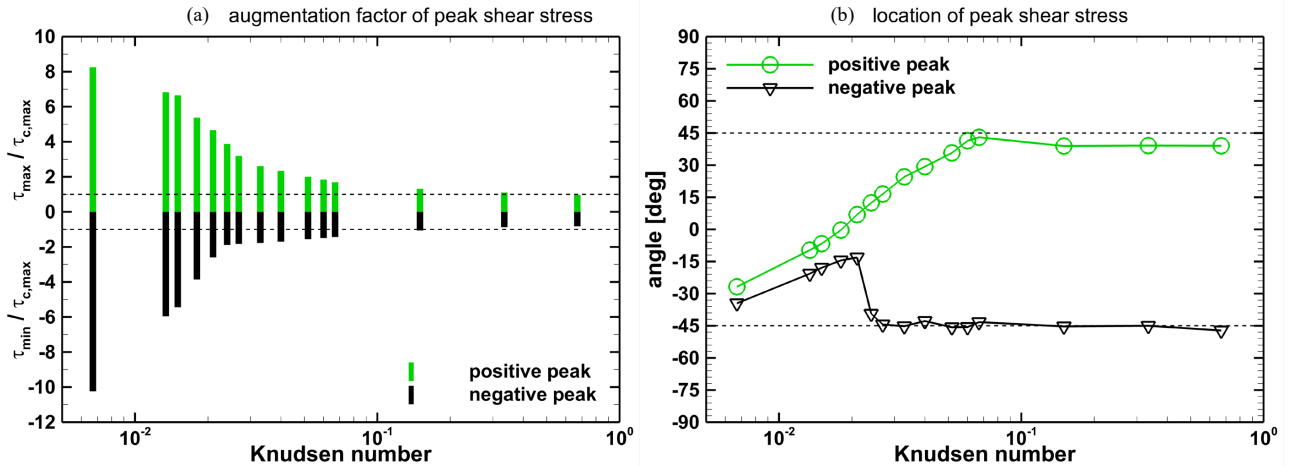 (a) augmentation factor of peak shear stress
10
8
6
4
2
0
-2
-4
-6
-8
-10
-12
τmax / τc,max
τmin / τc,max
positive peak
negative peak
10-2
10-1
100
Knudsen number
(b) location of peak shear stress
90
75
60
45
30
15
0
-15
-30
-45
-60
-75
-90
angle [deg]
positive peak
negative peak
10-2
10-1
100
Knudsen number